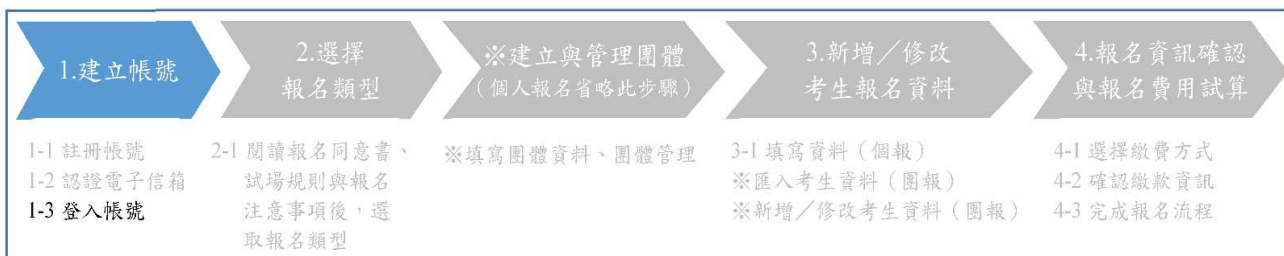 1.建立帳號
2.選擇
報名類型
※建立與管理團體
（個人報名省略此步驟）
3.新增／修改
考生報名資料
4.報名資訊確認
與報名費用試算
1-1 註冊帳號
1-2 認證電子信箱
1-3 登入帳號
2-1 閱讀報名同意書、
試場規則與報名
注意事項後，選
取報名類型
※填寫團體資料、團體管理
3-1 填寫資料（個報）
※匯入考生資料（團報）
※新增／修改考生資料（團報）
4-1 選擇繳費方式
4-2 確認繳款資訊
4-3 完成報名流程